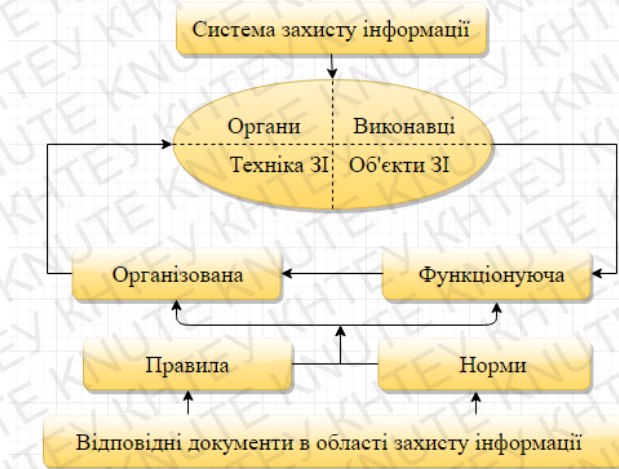 Система захисту інформації
Органи Виконавці
Техніка ЗІ Об'єкти ЗІ
Організована Функціонуюча
Правила Норми
Відповідні документи в області захисту інформації